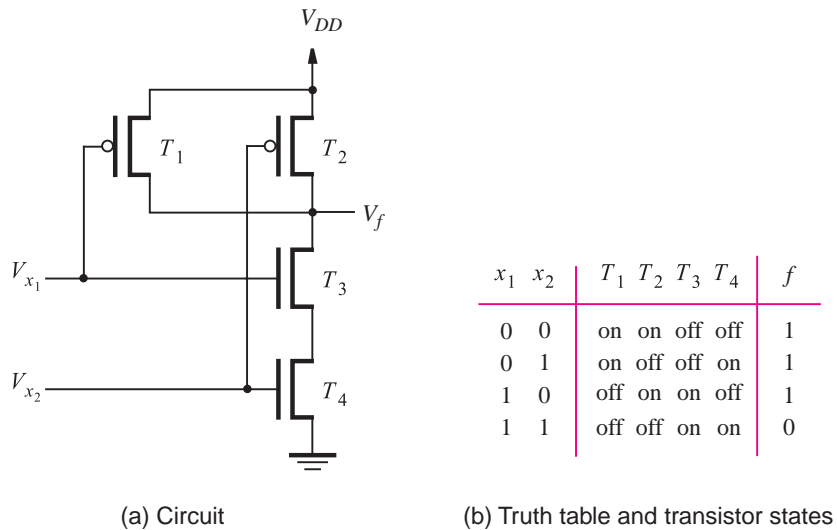 V_DD
T_1
T_2
V_f
V_x_1
T_3
V_x_2
T_4
x_1 x_2 T_1 T_2 T_3 T_4 f
0 0 on on off off 1
0 1 on off off on 1
1 0 off on on off 1
1 1 off off on on 0
(a) Circuit
(b) Truth table and transistor states